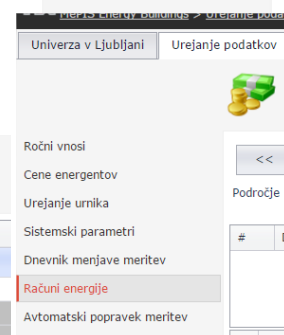 MePIS Energy Buildings > Urejanje poda
Univerza v Ljubljani Urejanje podatkov
Ročni vnosi
Cene energentov
Urejanje urnika
Sistemski parametri
Dnevnik menjave meritev
Računi energije
Avtomatski popravek meritev
<<
Področje
#